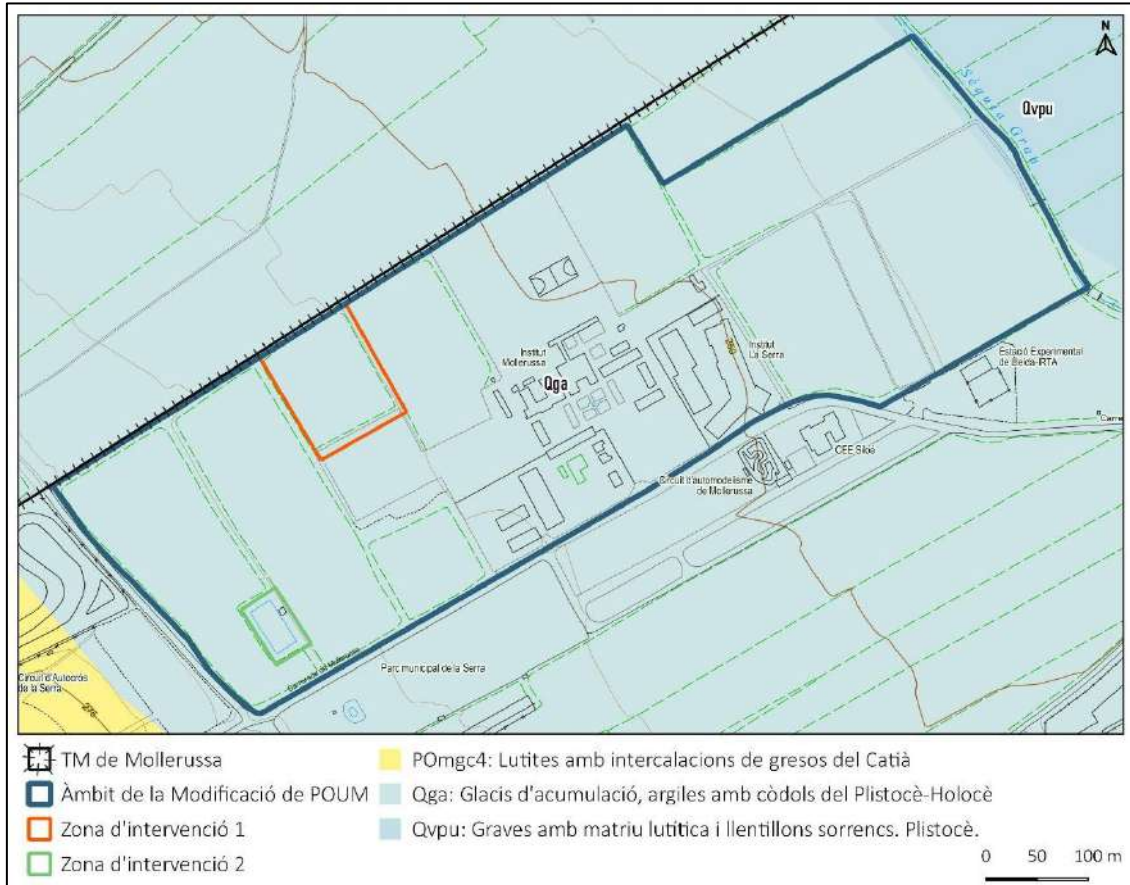 N
Sèquia Grab
Qvpu
Institut
Mollerussa
Qga
Institut
La Serra
Estació Experimental
de Lleida-IRTA
CEE Siloé
Circuit d'automodelisme
de Mollerussa
Parc municipal de la Serra
Circuit d'Autocròs
de la Serra
276
TM de Mollerussa
Àmbit de la Modificació de POUM
Zona d'intervenció 1
Zona d'intervenció 2
POmgc4: Lutites amb intercalacions de gresos del Catià
Qga: Glacis d'acumulació, argiles amb còdols del Plistocè-Holocè
Qvpu: Graves amb matriu lutítica i llentillons sorrencs. Plistocè.
0 50 100 m